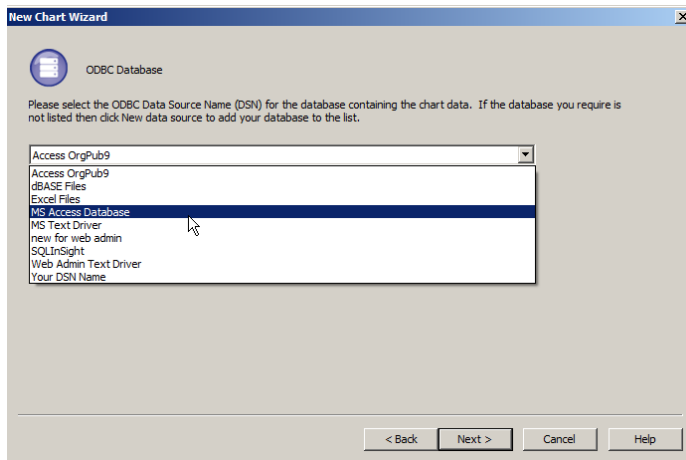 New Chart Wizard
ODBC Database
Please select the ODBC Data Source Name (DSN) for the database containing the chart data. If the database you require is
not listed then click New data source to add your database to the list.
Access OrgPub9
Access OrgPub9
dBASE Files
Excel Files
MS Access Database
MS Text Driver
new for web admin
SQLInSight
Web Admin Text Driver
Your DSN Name
< Back Next > Cancel Help